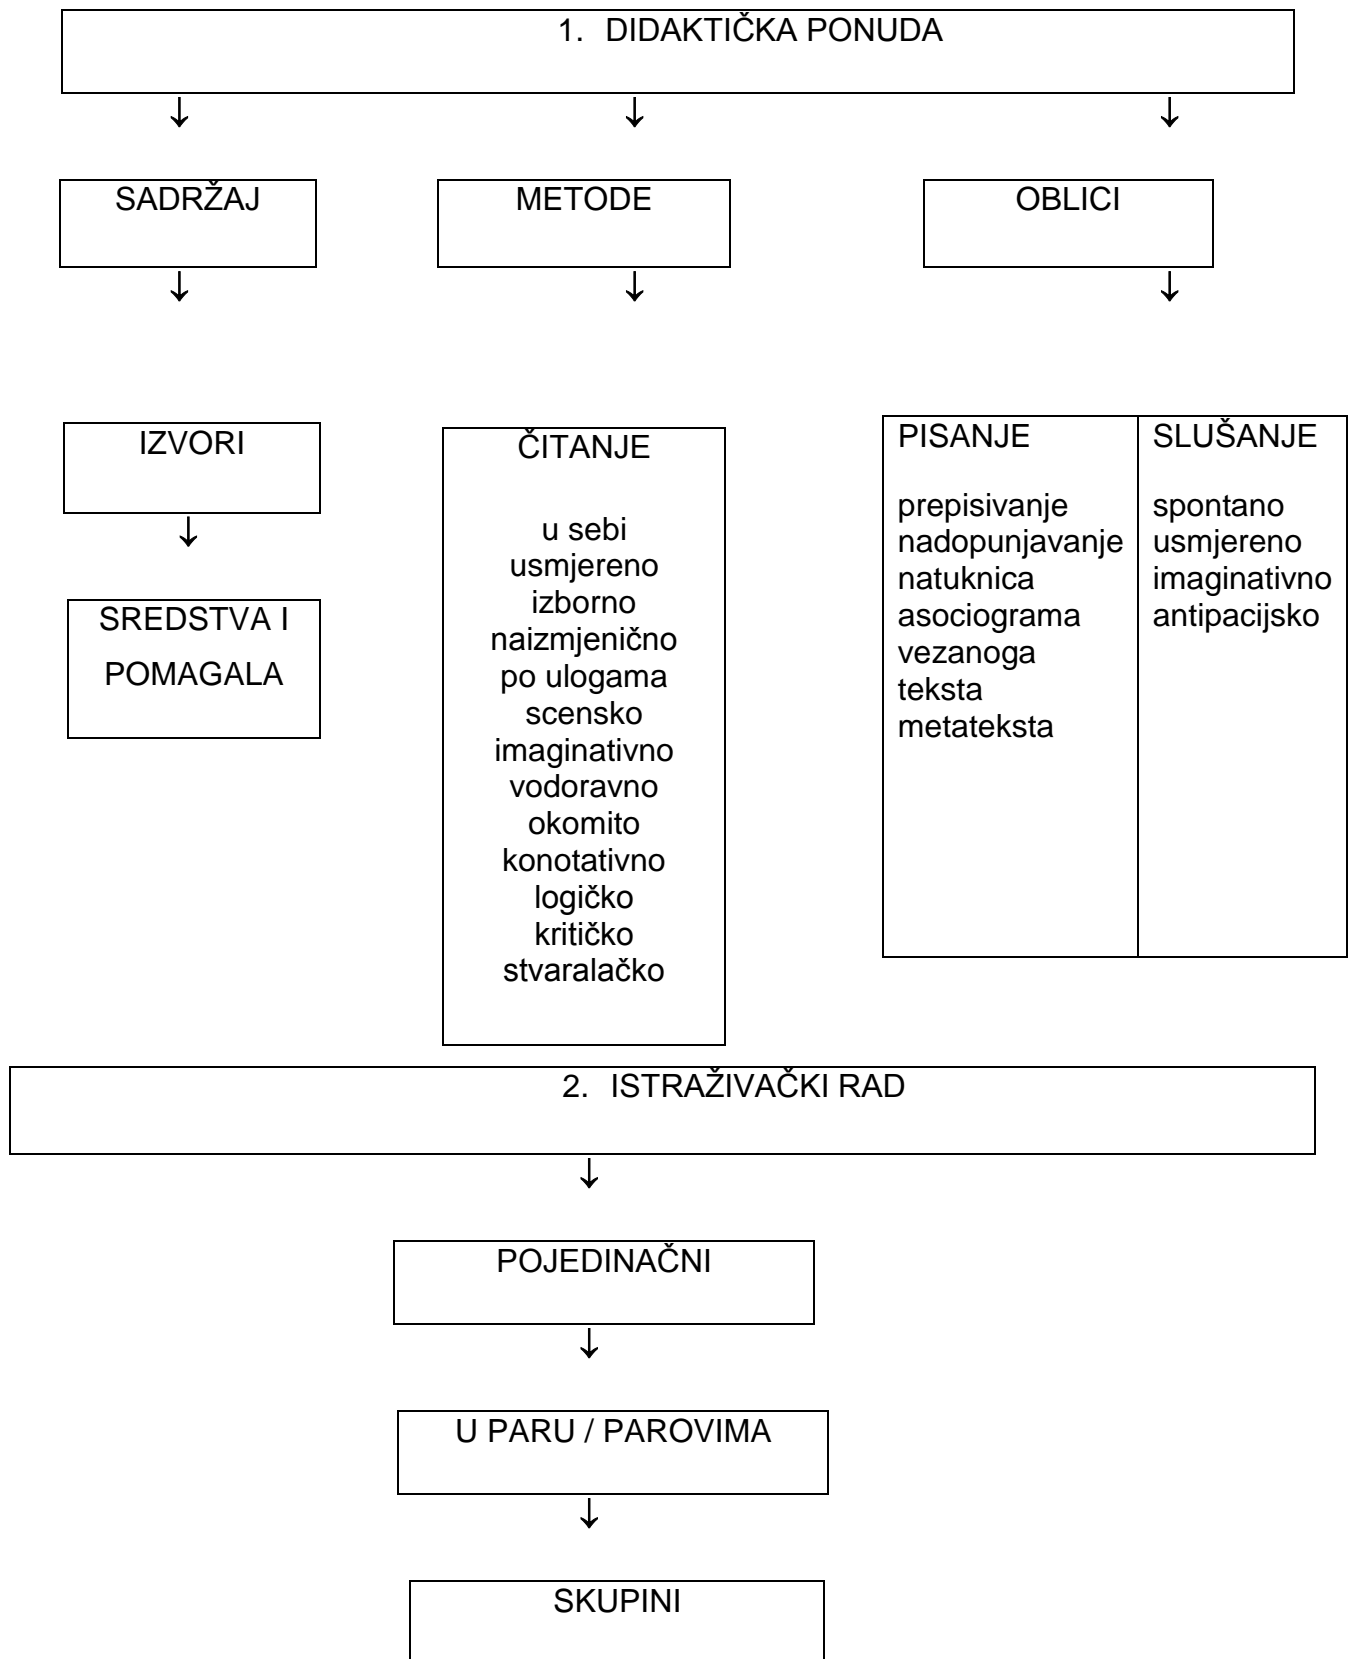 1. DIDAKTIČKA PONUDA
SADRŽAJ
METODE
OBLICI
IZVORI
SREDSTVA I
POMAGALA
ČITANJE
u sebi
usmjereno
izborno
naizmjenično
po ulogama
scensko
imaginativno
vodoravno
okomito
konotativno
logičko
kritičko
stvaralačko
PISANJE
prepisivanje
nadopunjavanje
natuknica
asociograma
vezanoga
teksta
metateksta
SLUŠANJE
spontano
usmjereno
imaginativno
antipacijsko
2. ISTRAŽIVAČKI RAD
POJEDINAČNI
U PARU / PAROVIMA
SKUPINI